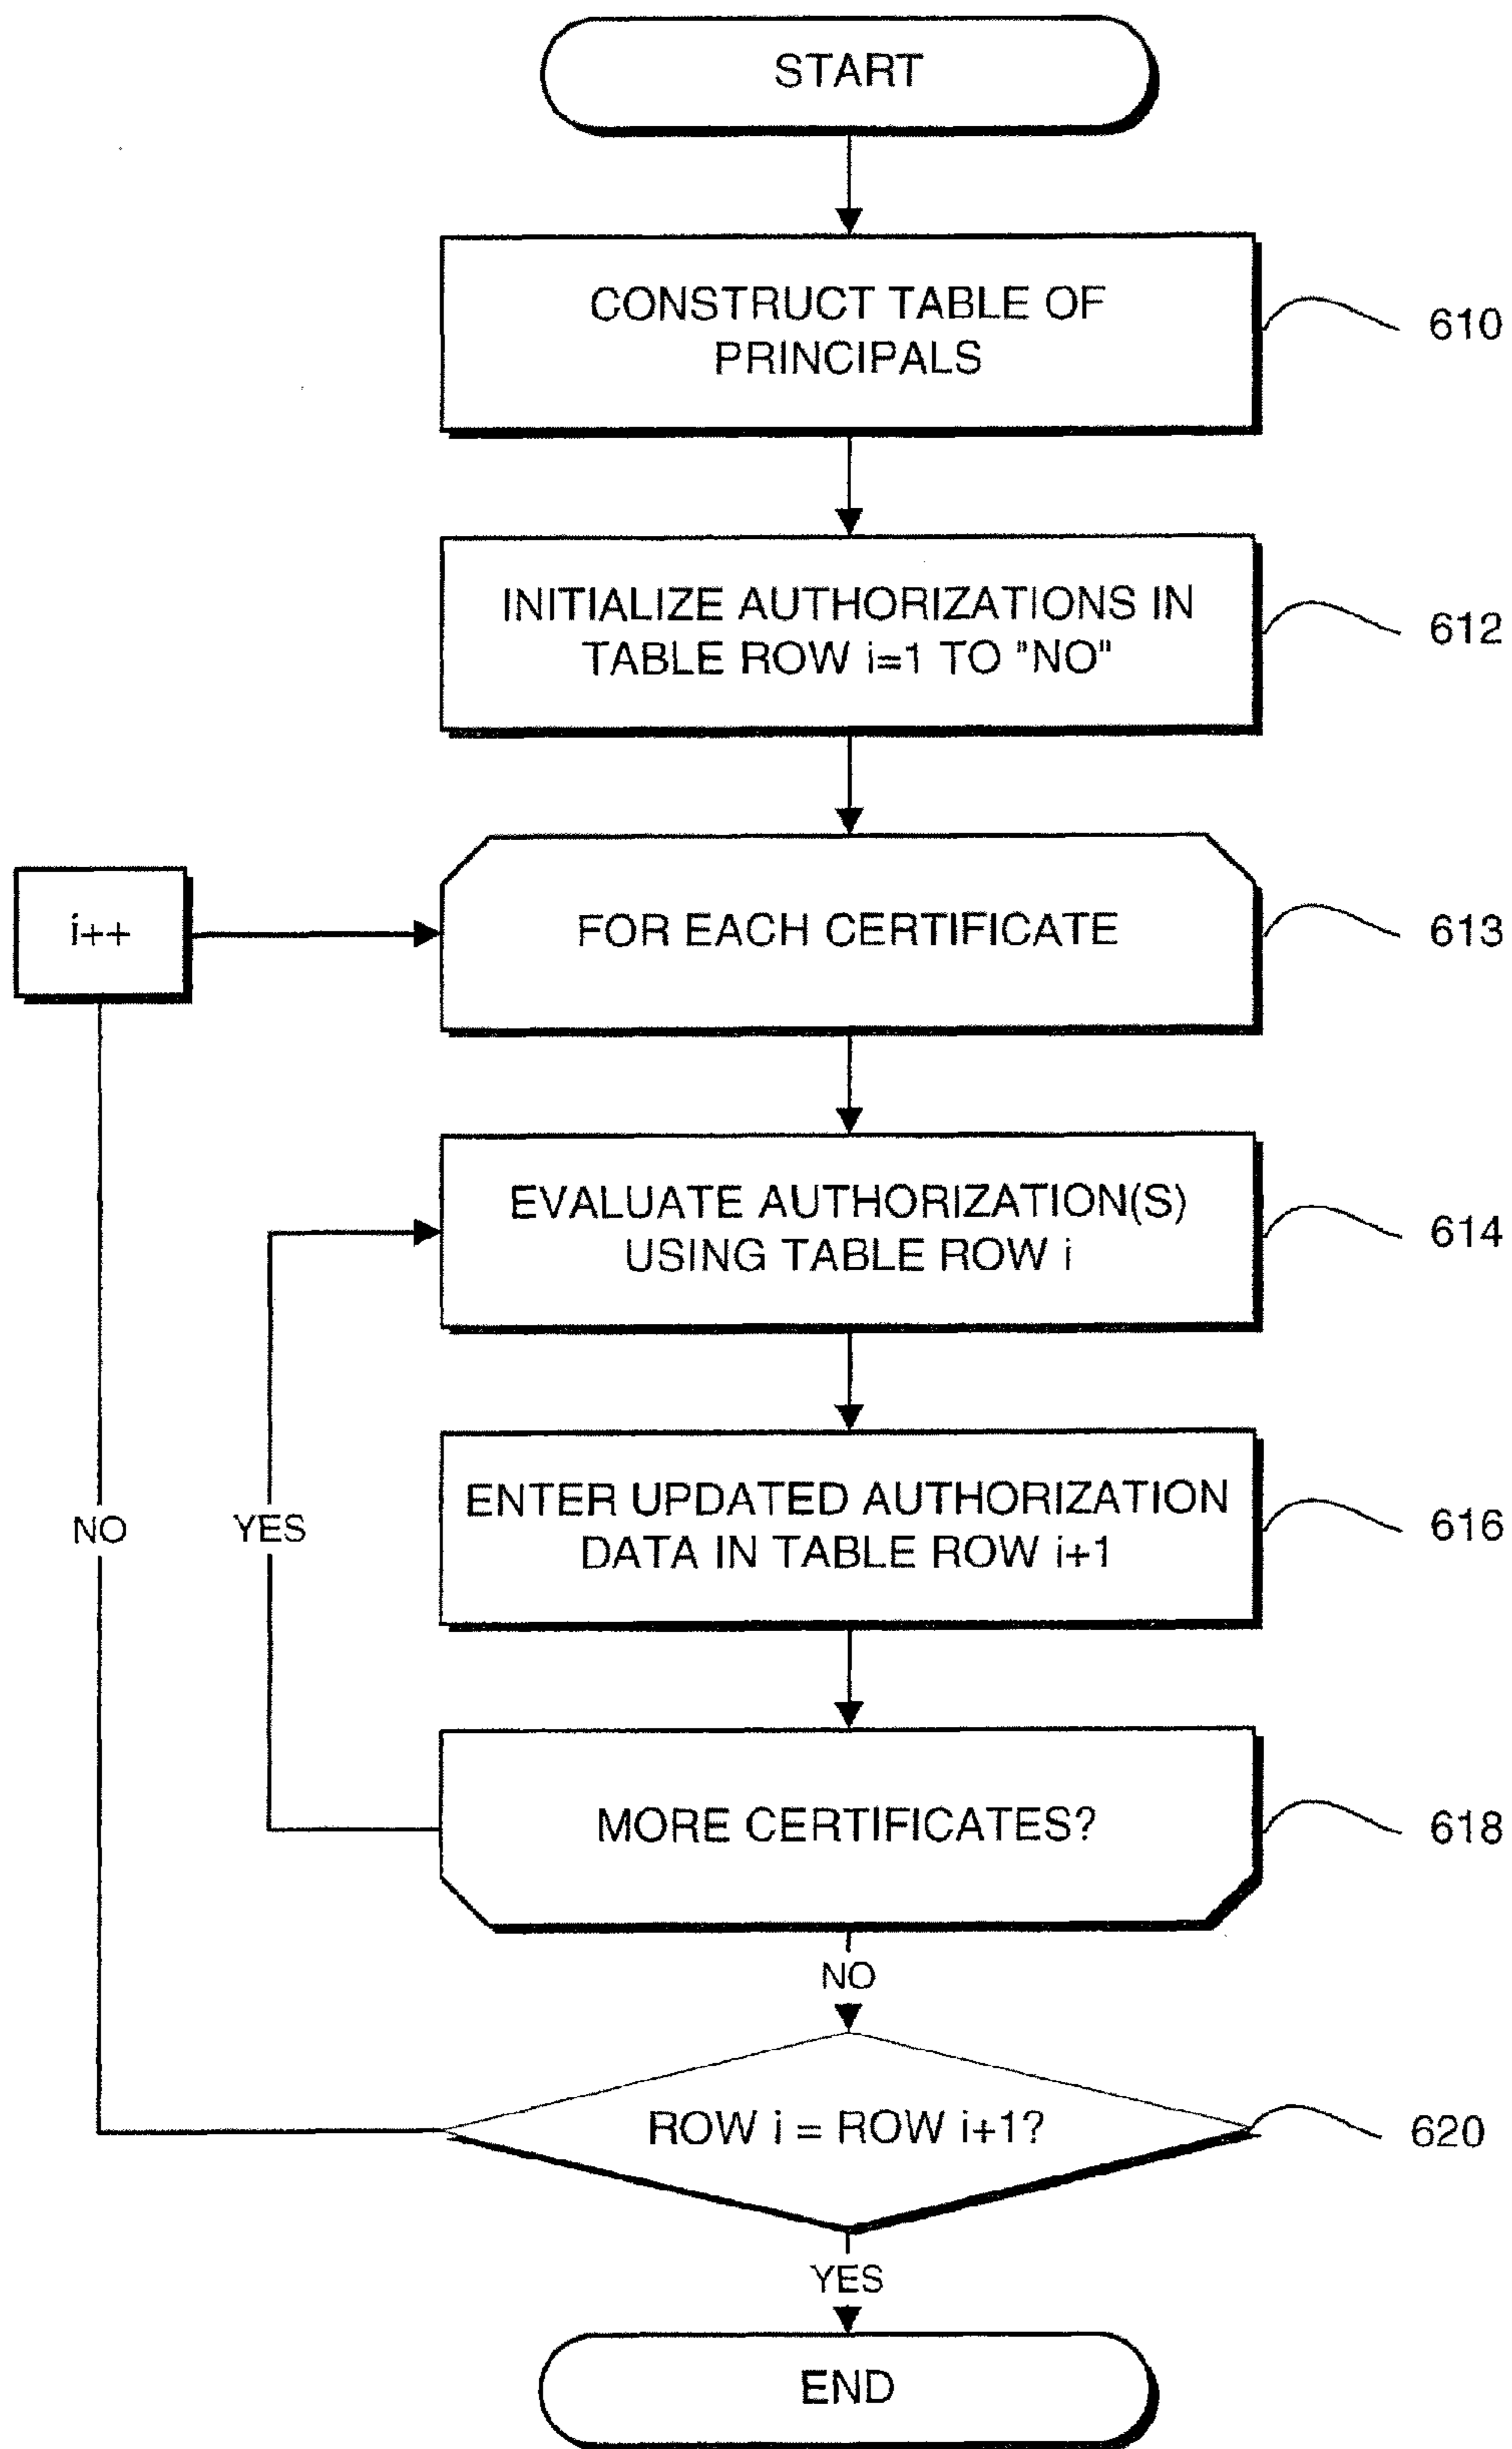 START
CONSTRUCT TABLE OF
PRINCIPALS
610
INITIALIZE AUTHORIZATIONS IN
TABLE ROW i=1 TO "NO"
612
i++
FOR EACH CERTIFICATE
613
EVALUATE AUTHORIZATION(S)
USING TABLE ROW i
614
ENTER UPDATED AUTHORIZATION
DATA IN TABLE ROW i+1
616
NO
YES
MORE CERTIFICATES?
618
NO
ROW i = ROW i+1?
620
YES
END